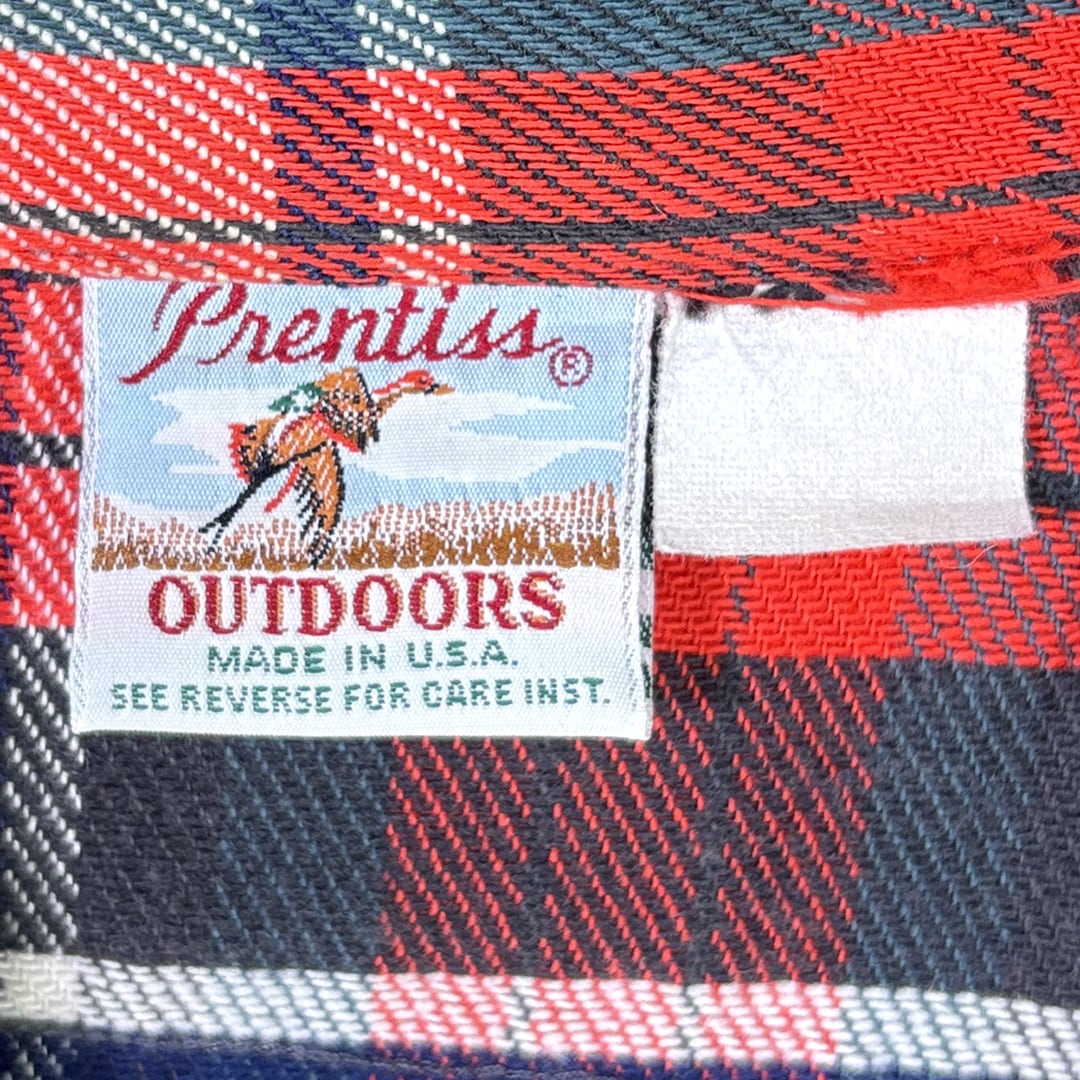 Prentiss®
OUTDOORS
MADE IN U.S.A.
SEE REVERSE FOR CARE INST.